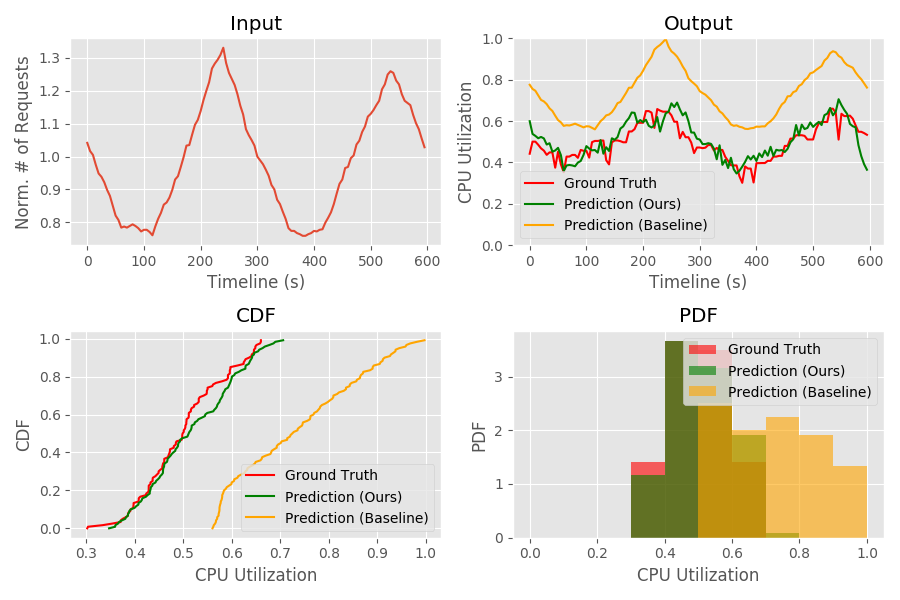 Input
Norm. # of Requests
1.3
1.2
1.1
1.0
0.9
0.8
0 100 200 300 400 500 600
Timeline (s)
Output
CPU Utilization
1.0
0.8
0.6
0.4
0.2
0.0
Ground Truth
Prediction (Ours)
Prediction (Baseline)
0 100 200 300 400 500 600
Timeline (s)
CDF
CDF
1.0
0.8
0.6
0.4
0.2
0.0
Ground Truth
Prediction (Ours)
Prediction (Baseline)
0.3 0.4 0.5 0.6 0.7 0.8 0.9 1.0
CPU Utilization
PDF
PDF
3
2
1
0
Ground Truth
Prediction (Ours)
Prediction (Baseline)
0.0 0.2 0.4 0.6 0.8 1.0
CPU Utilization